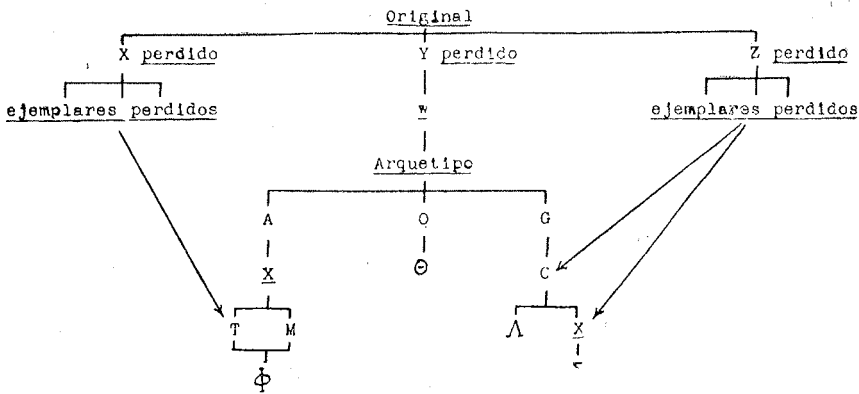 Original
X perdido Y perdido Z perdido
ejemplares perdidos w ejemplares perdidos
Arquetipo
A O G
X Θ C
T M Λ X
Φ